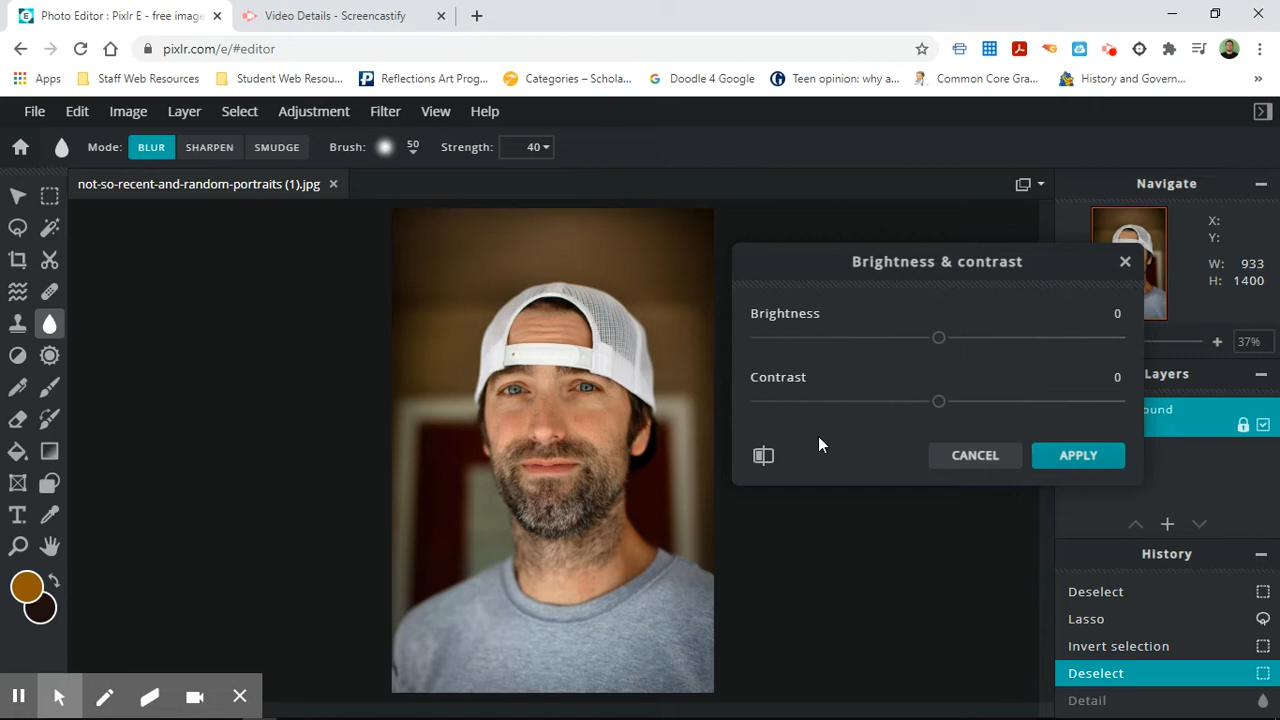 Photo Editor : Pixlr E - free image
Video Details - Screencastify
pixlr.com/e/#editor
Apps
Staff Web Resources
Student Web Resou...
Reflections Art Prog...
Categories – Schola...
Doodle 4 Google
Teen opinion: why a...
Common Core Gra...
History and Govern...
»
File Edit Image Layer Select Adjustment Filter View Help
Mode: BLUR SHARPEN SMUDGE Brush: 50 Strength: 40
not-so-recent-and-random-portraits (1).jpg
Navigate
X:
Y:
W: 933
H: 1400
37%
Brightness & contrast
Brightness 0
Contrast 0
CANCEL APPLY
Layers
ound
History
Deselect
Lasso
Invert selection
Deselect
Detail